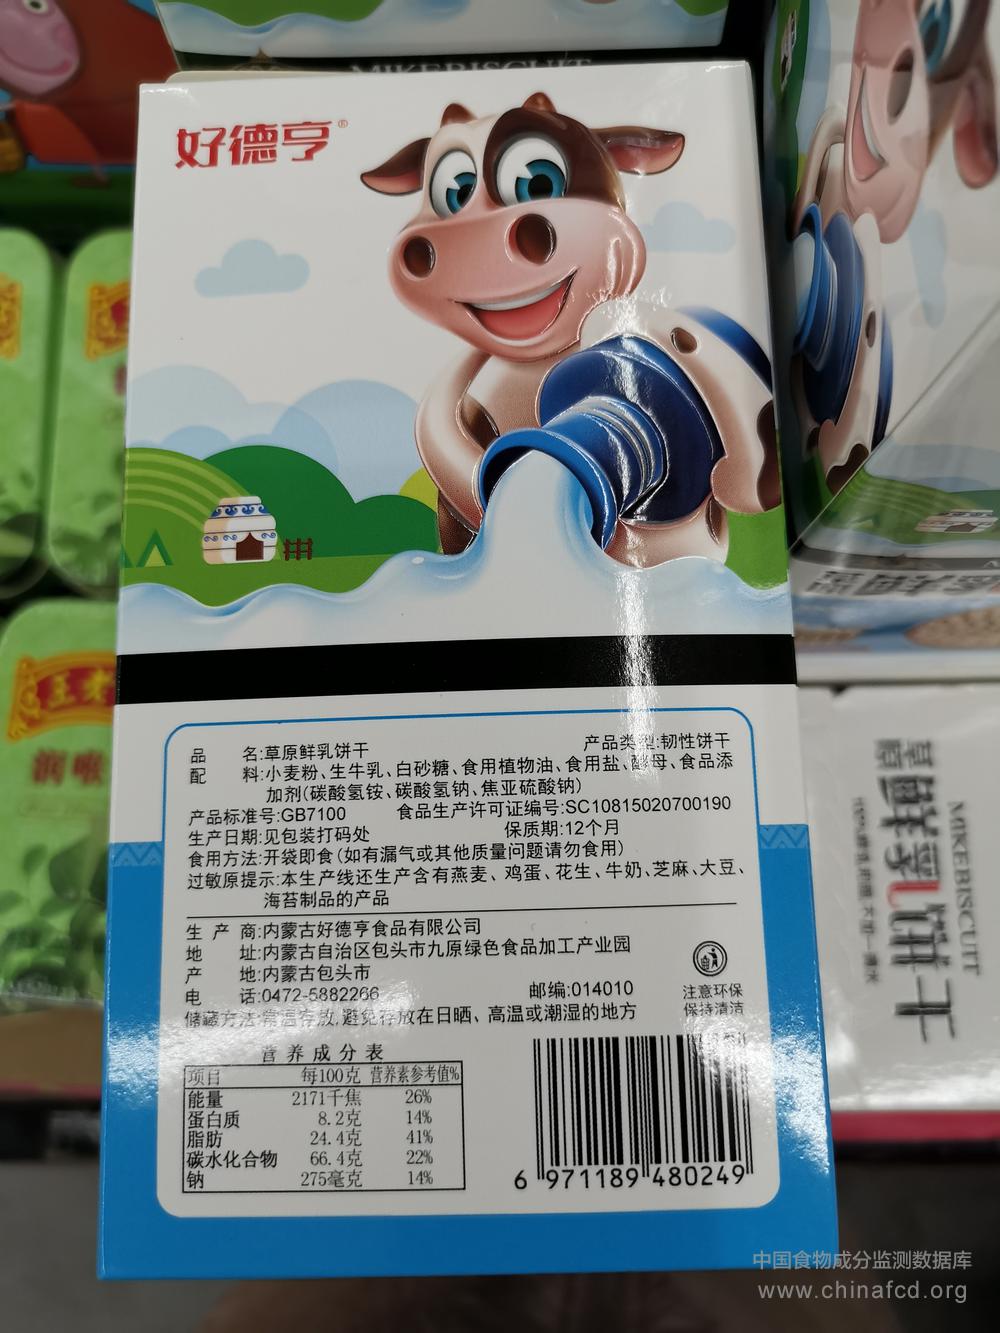 MIKEBISCUIT
好德亨®
品 名:草原鲜乳饼干 产品类型:韧性饼干
配 料:小麦粉、生牛乳、白砂糖、食用植物油、食用盐、酵母、食品添
加剂(碳酸氢铵、碳酸氢钠、焦亚硫酸钠)
产品标准号:GB7100 食品生产许可证编号:SC10815020700190
生产日期:见包装打码处 保质期:12个月
食用方法:开袋即食(如有漏气或其他质量问题请勿食用)
过敏原提示:本生产线还生产含有燕麦、鸡蛋、花生、牛奶、芝麻、大豆、
海苔制品的产品
生 产 商:内蒙古好德亨食品有限公司
地 址:内蒙古自治区包头市九原绿色食品加工产业园
产 地:内蒙古包头市
电 话:0472-5882266 邮编:014010
储藏方法:常温存放,避免存放在日晒、高温或潮湿的地方
注意环保
保持清洁
营养成分表
项目 每100克 营养素参考值%
能量 2171千焦 26%
蛋白质 8.2克 14%
脂肪 24.4克 41%
碳水化合物 66.4克 22%
钠 275毫克 14%
6 971189 480249
草原鲜乳饼干
MIKEBISCUIT
王老
润喉
中国食物成分监测数据库
www.chinafcd.org